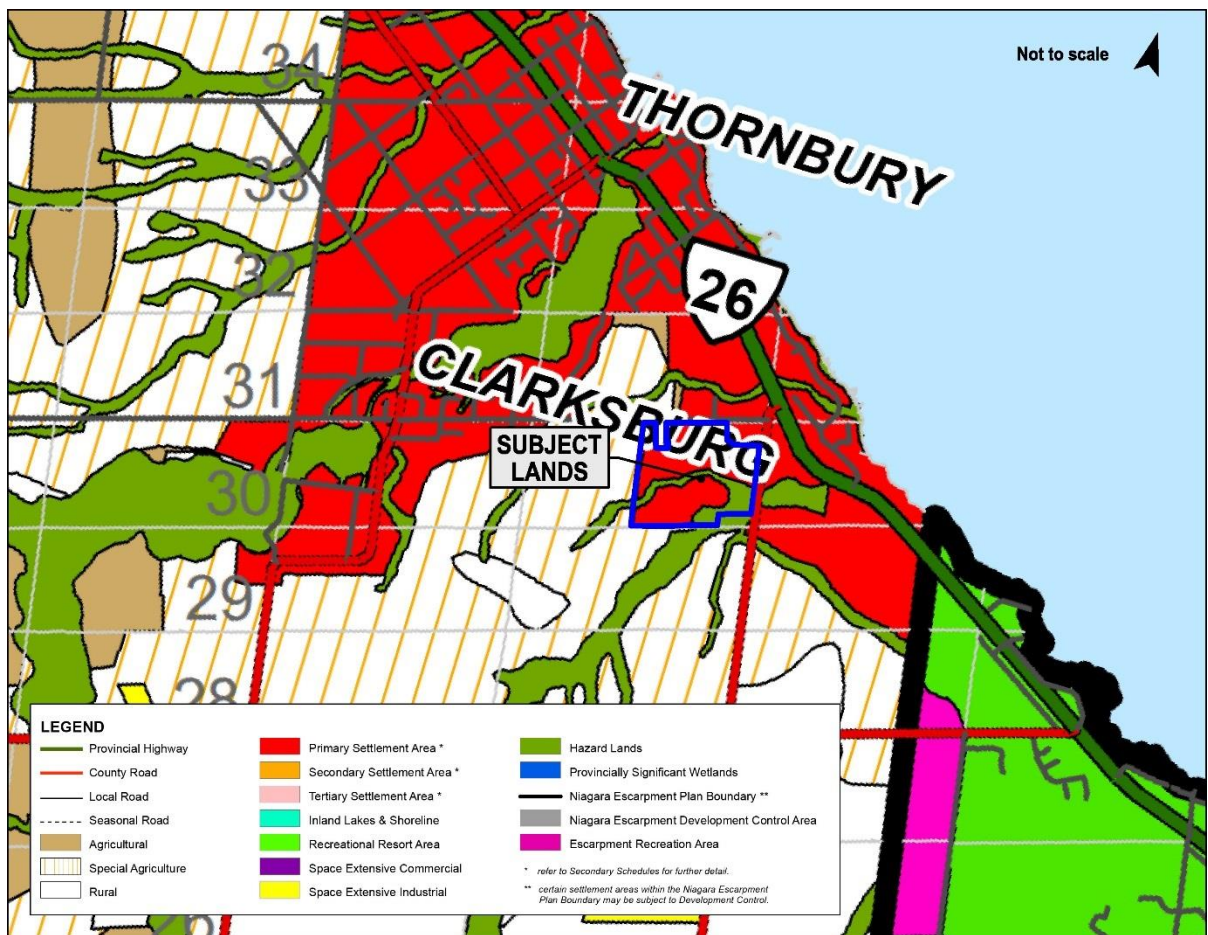 Not to scale
THORNBURY
34
33
32
26
31
CLARKSBURG
SUBJECT
LANDS
30
29
28
LEGEND
Provincial Highway
County Road
Local Road
Seasonal Road
Agricultural
Special Agriculture
Rural
Primary Settlement Area *
Secondary Settlement Area *
Tertiary Settlement Area *
Inland Lakes & Shoreline
Recreational Resort Area
Space Extensive Commercial
Space Extensive Industrial
Hazard Lands
Provincially Significant Wetlands
Niagara Escarpment Plan Boundary **
Niagara Escarpment Development Control Area
Escarpment Recreation Area
* refer to Secondary Schedules for further detail.
** certain settlement areas within the Niagara Escarpment
Plan Boundary may be subject to Development Control.